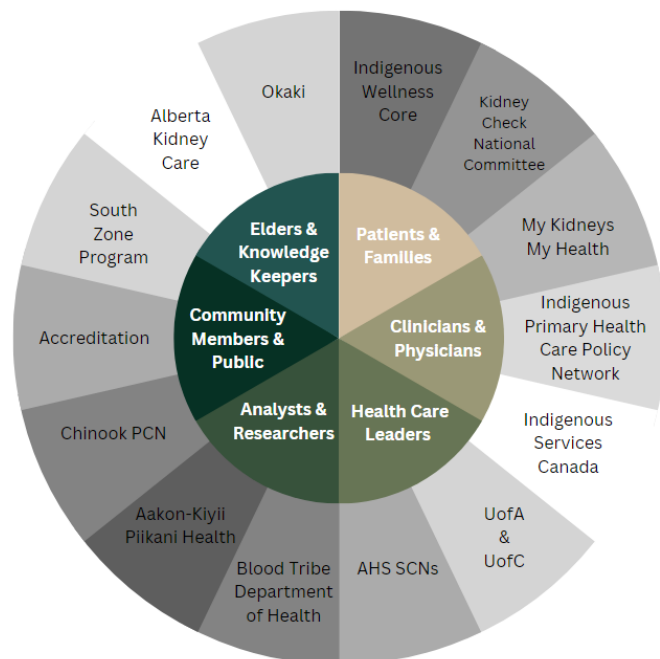 Indigenous
Wellness
Core
Kidney
Check
National
Committee
My Kidneys
My Health
Indigenous
Primary Health
Care Policy
Network
Indigenous
Services
Canada
UofA
&
UofC
AHS SCNs
Blood Tribe
Department
of Health
Aakon-Kiyii
Piikani Health
Chinook PCN
Accreditation
South
Zone
Program
Alberta
Kidney
Care
Okaki
Patients &
Families
Clinicians &
Physicians
Health Care
Leaders
Analysts &
Researchers
Community
Members &
Public
Elders &
Knowledge
Keepers